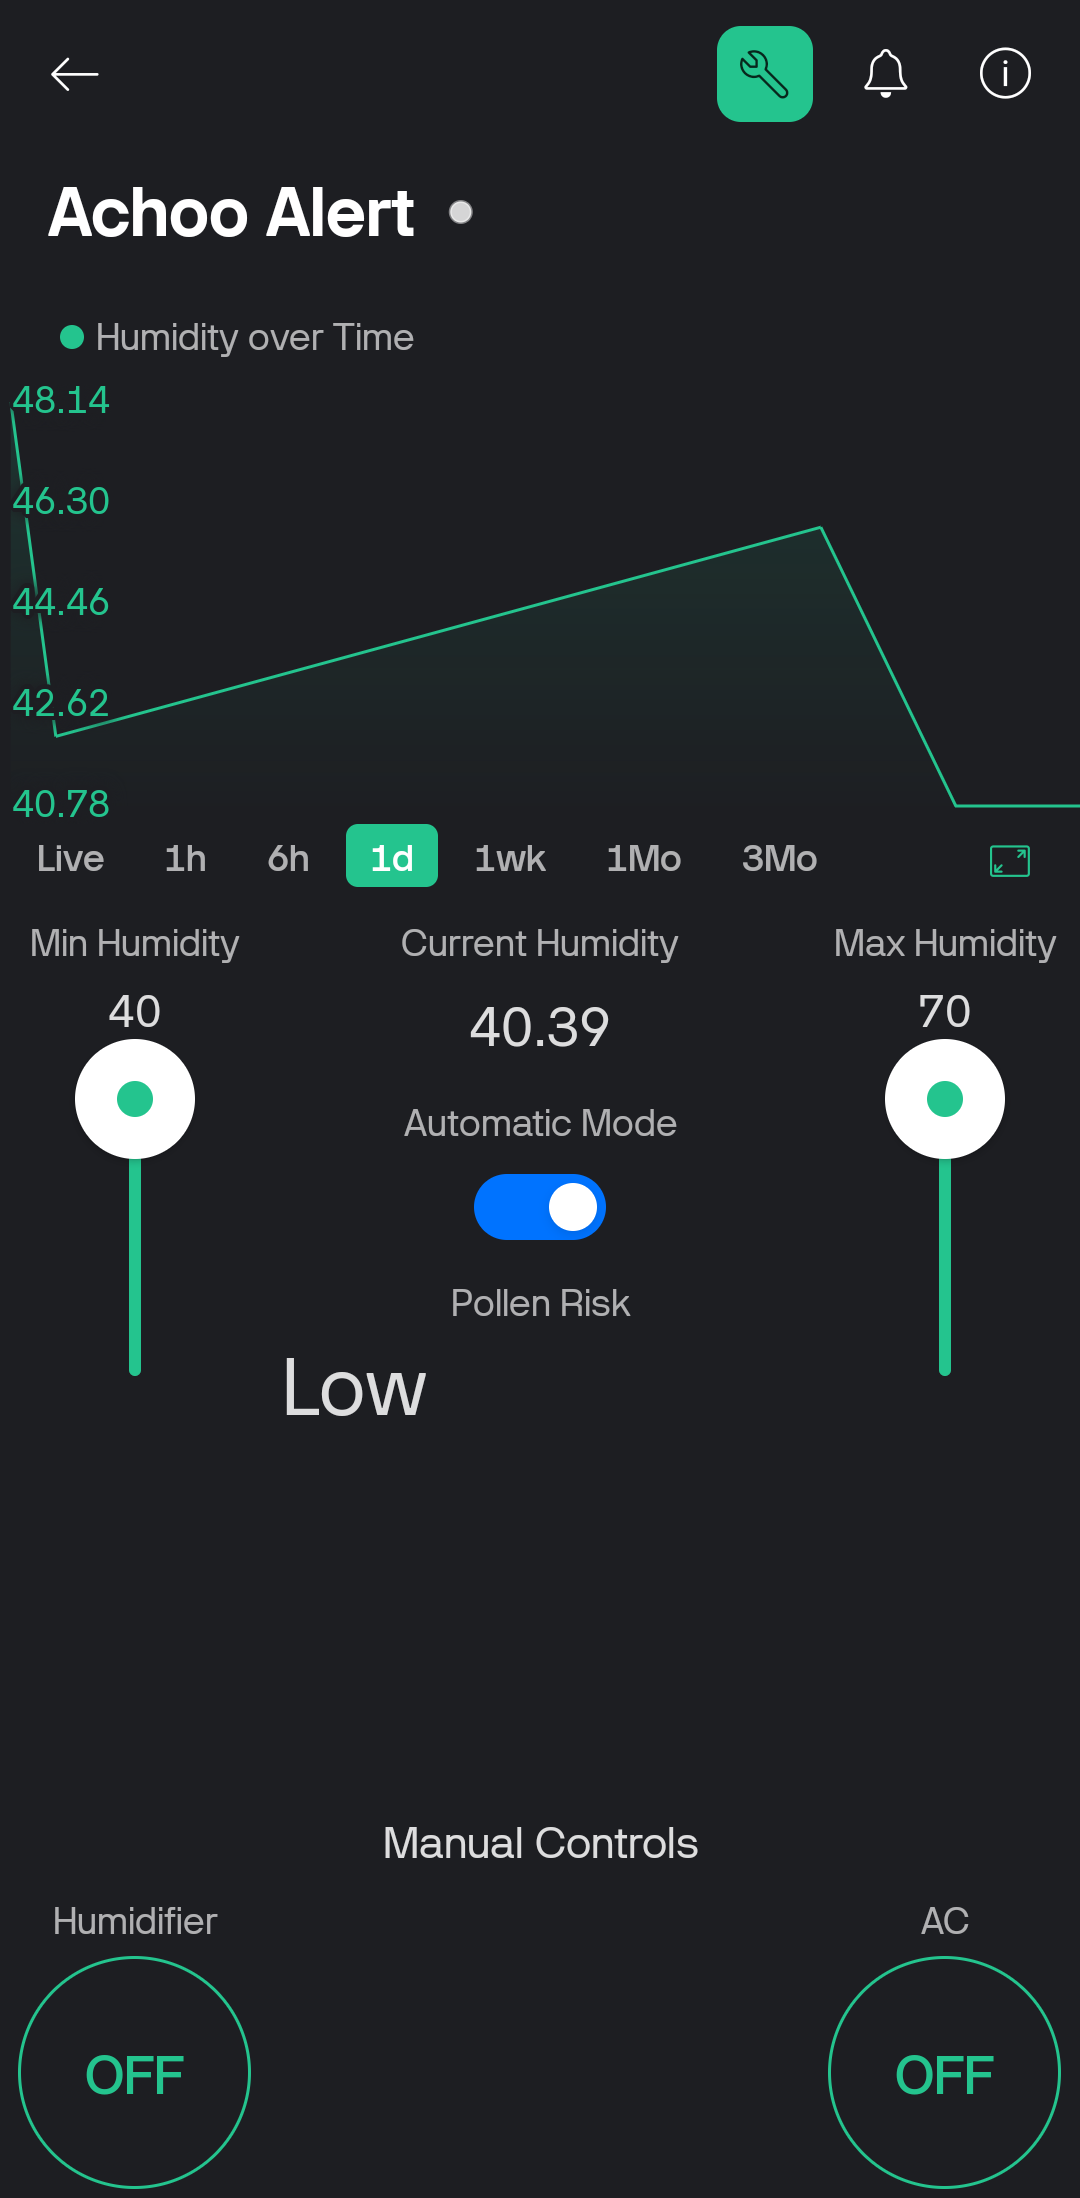 Achoo Alert
Humidity over Time
48.14
46.30
44.46
42.62
40.78
Live 1h 6h 1d 1wk 1Mo 3Mo
Min Humidity Current Humidity Max Humidity
40 40.39 70
Automatic Mode
Pollen Risk
Low
Manual Controls
Humidifier AC
OFF OFF